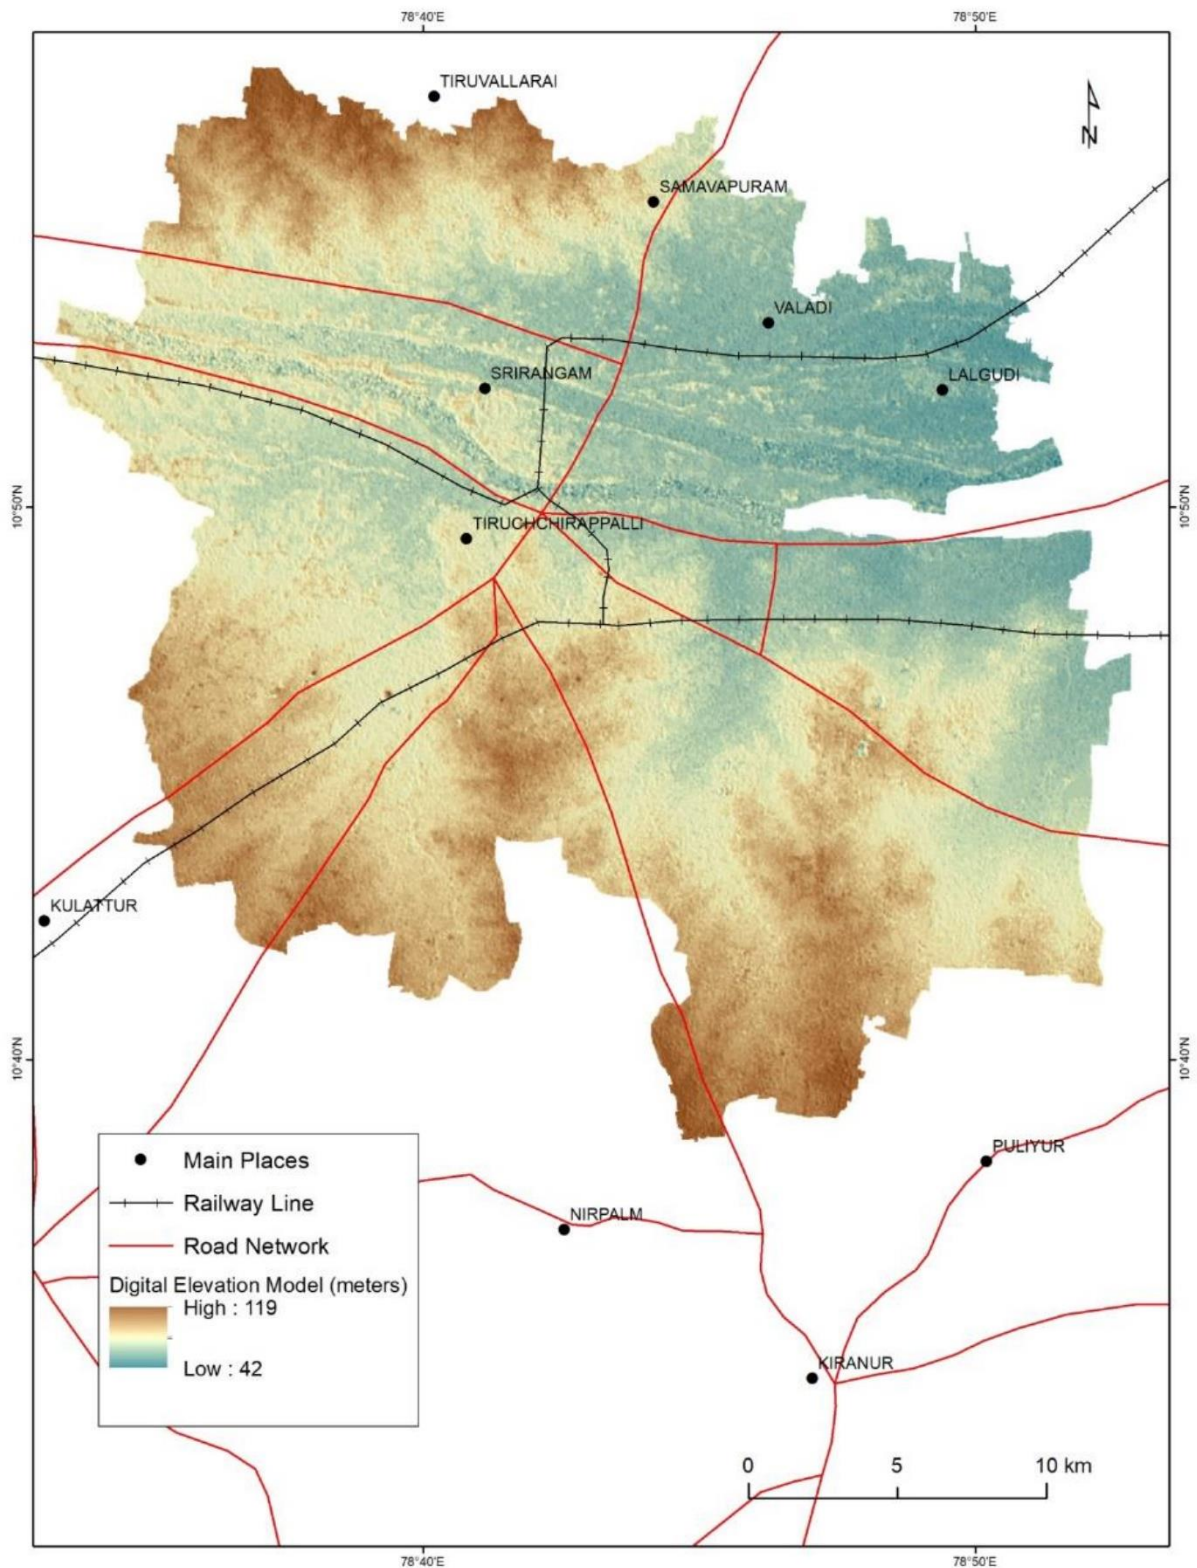 78°40'E
78°50'E
TIRUVALLARAI
N
SAMAVAPURAM
VALADI
SRIRANGAM
LALGUDI
10°50'N
10°50'N
TIRUCHCHIRAPPALLI
KULATTUR
10°40'N
10°40'N
PULIYUR
Main Places
Railway Line
NIRPALM
Road Network
Digital Elevation Model (meters)
High : 119
Low : 42
KIRANUR
0 5 10 km
78°40'E
78°50'E